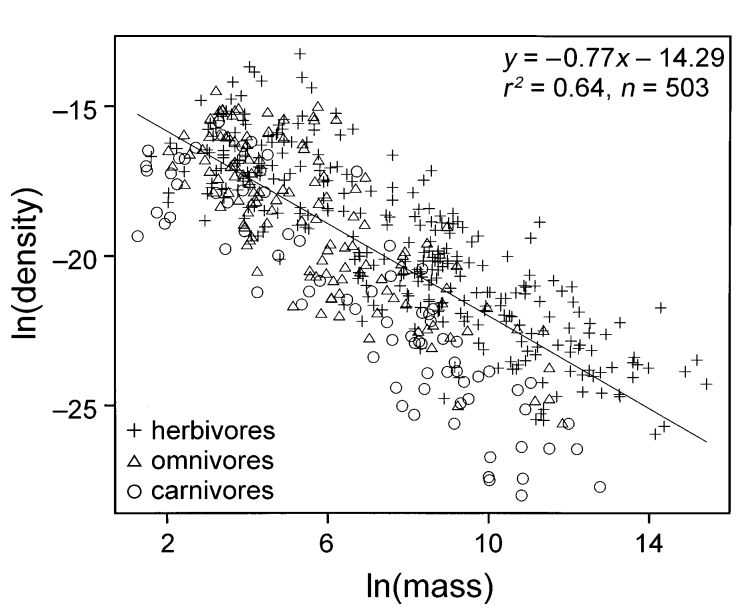 y = –0.77x – 14.29
r² = 0.64, n = 503
–15
–20
–25
ln(density)
herbivores
omnivores
carnivores
2 6 10 14
ln(mass)